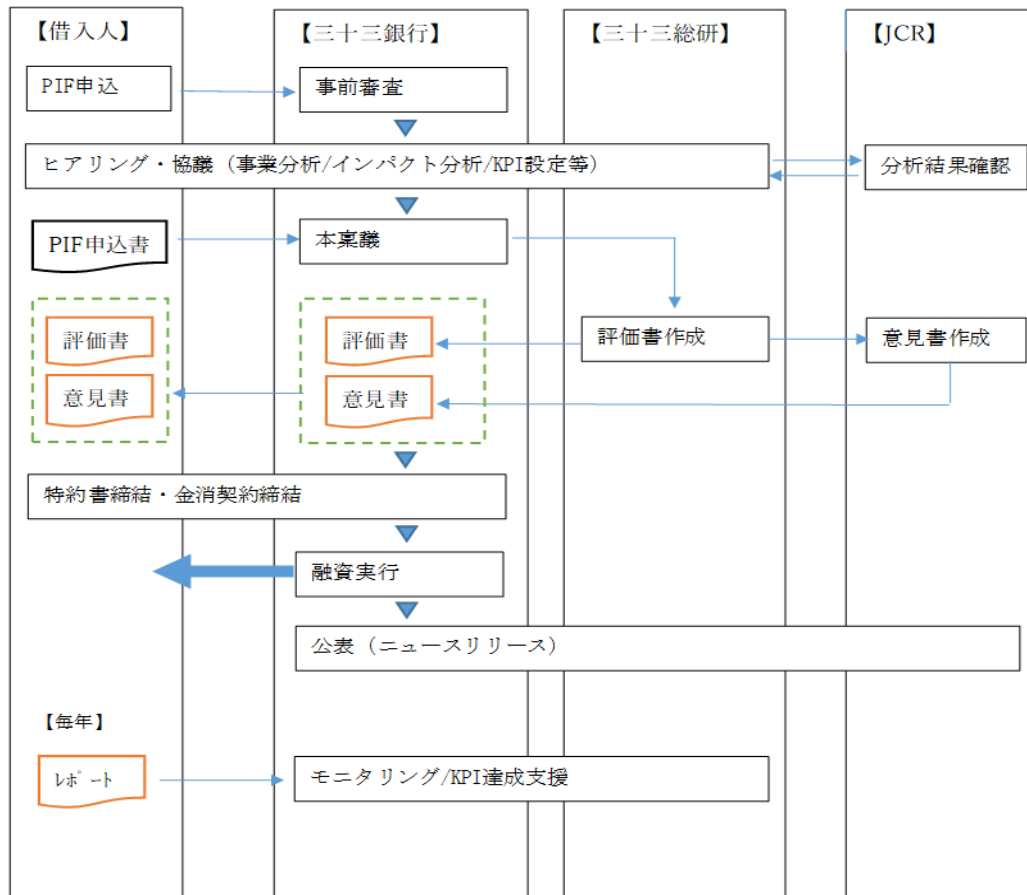 【借入人】
【三十三銀行】
【三十三総研】
【JCR】
PIF申込
事前審査
ヒアリング・協議（事業分析/インパクト分析/KPI設定等）
分析結果確認
PIF申込書
本稟議
評価書
評価書
評価書作成
意見書作成
意見書
意見書
特約書締結・金消契約締結
融資実行
公表（ニュースリリース）
【毎年】
ﾚﾎﾟｰﾄ
モニタリング/KPI達成支援